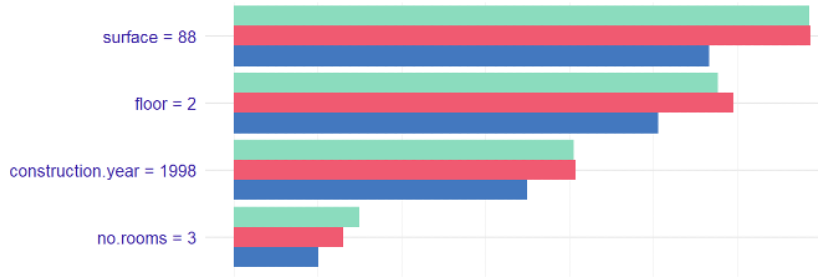 surface = 88
floor = 2
construction.year = 1998
no.rooms = 3